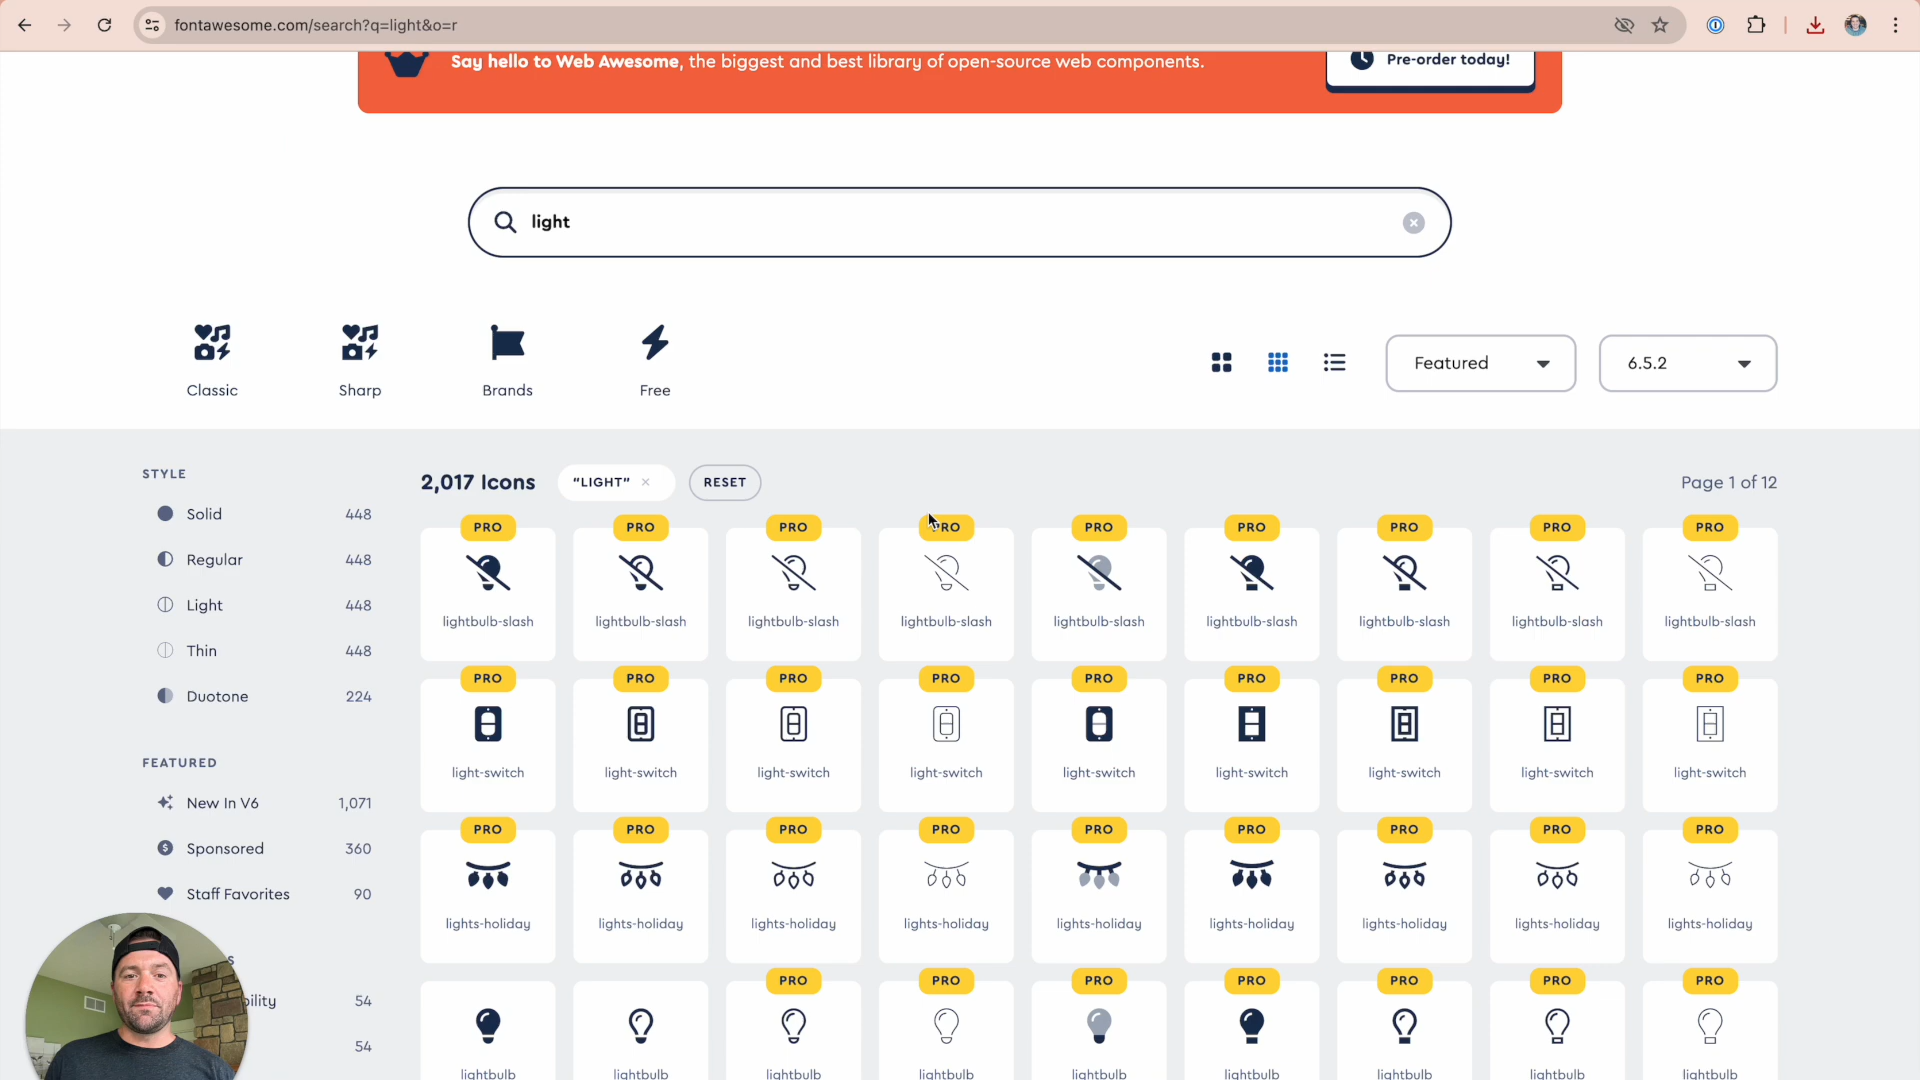 fontawesome.com/search?q=light&o=r
Say hello to Web Awesome, the biggest and best library of open-source web components.
Pre-order today!
light
Classic
Sharp
Brands
Free
Featured
6.5.2
STYLE
Solid 448
Regular 448
Light 448
Thin 448
Duotone 224
FEATURED
New In V6 1,071
Sponsored 360
Staff Favorites 90
54
54
2,017 Icons
"LIGHT"
RESET
Page 1 of 12
PRO PRO PRO PRO PRO PRO PRO PRO PRO
lightbulb-slash lightbulb-slash lightbulb-slash lightbulb-slash lightbulb-slash lightbulb-slash lightbulb-slash lightbulb-slash lightbulb-slash
PRO PRO PRO PRO PRO PRO PRO PRO PRO
light-switch light-switch light-switch light-switch light-switch light-switch light-switch light-switch light-switch
PRO PRO PRO PRO PRO PRO PRO PRO PRO
lights-holiday lights-holiday lights-holiday lights-holiday lights-holiday lights-holiday lights-holiday lights-holiday lights-holiday
PRO PRO PRO PRO PRO PRO PRO
lightbulb lightbulb lightbulb lightbulb lightbulb lightbulb lightbulb lightbulb lightbulb